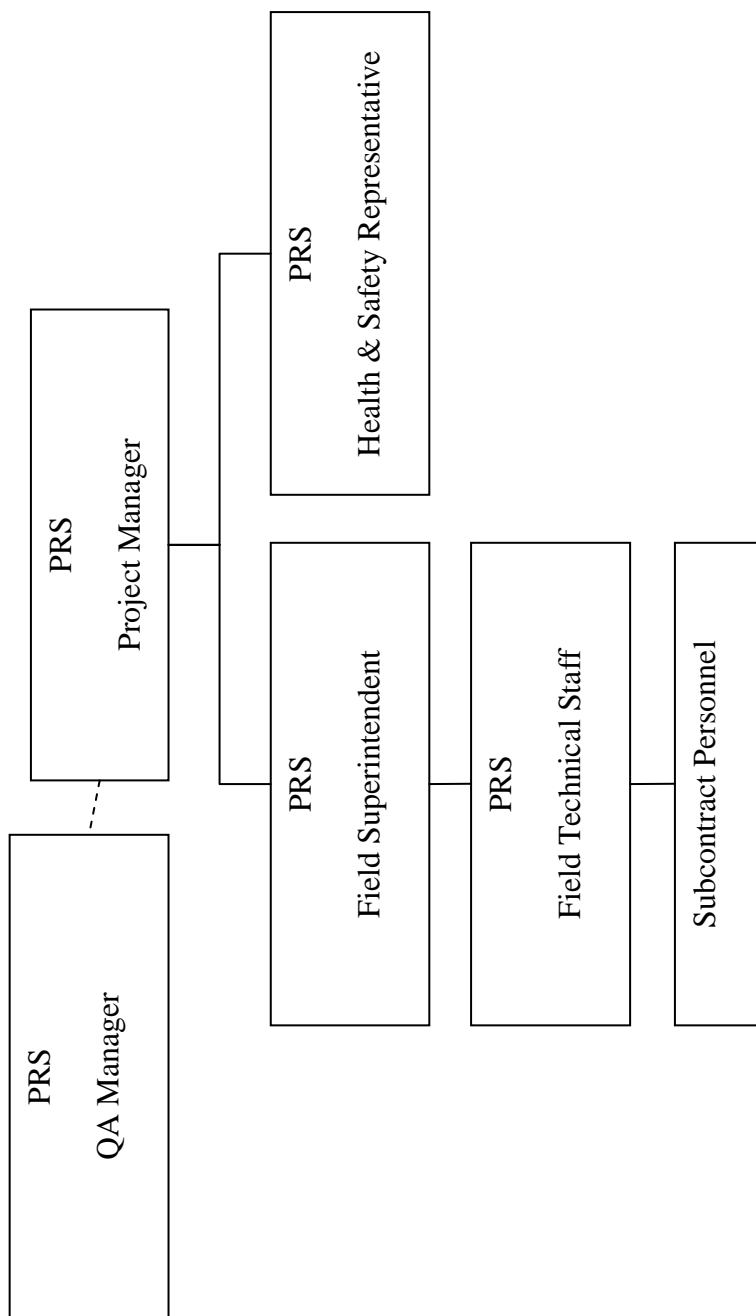 PRS
QA Manager
PRS
Project Manager
PRS
Field Superintendent
PRS
Health & Safety Representative
PRS
Field Technical Staff
Subcontract Personnel